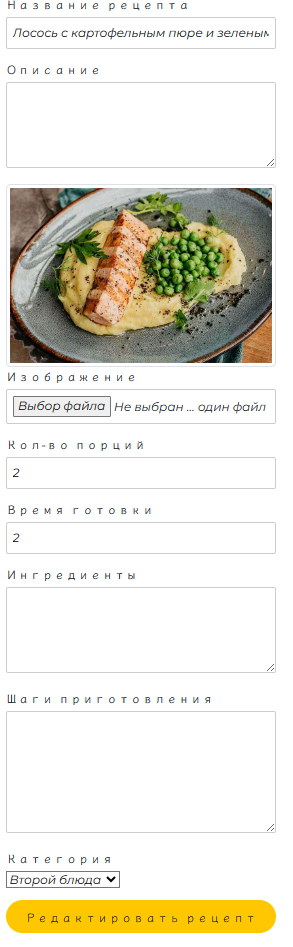 Название рецепта
Лосось с картофельным пюре и зеленым
Описание
Изображение
Выбор файла Не выбран ... один файл
Кол-во порций
2
Время готовки
2
Ингредиенты
Шаги приготовления
Категория
Второй блюда
Редактировать рецепт